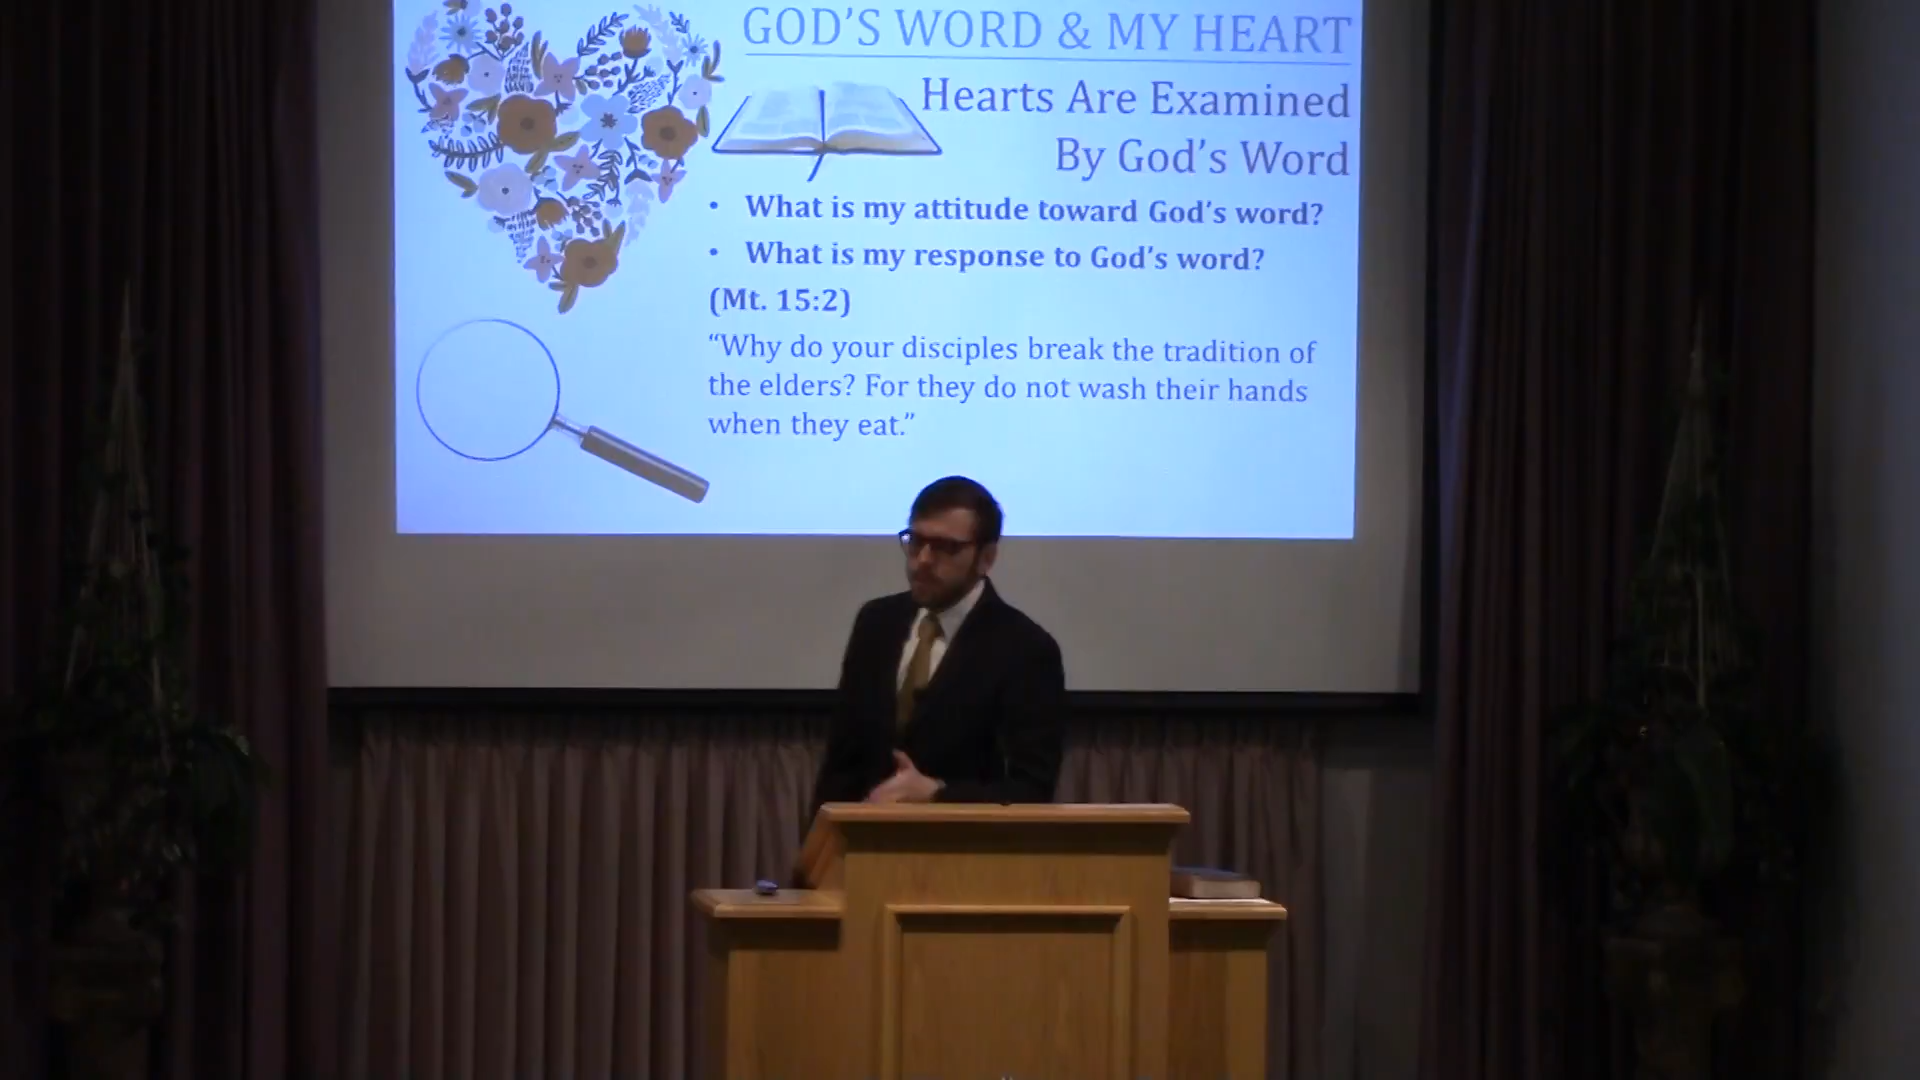 GOD'S WORD & MY HEART
Hearts Are Examined
By God's Word
• What is my attitude toward God's word?
• What is my response to God's word?
(Mt. 15:2)
“Why do your disciples break the tradition of
the elders? For they do not wash their hands
when they eat.”